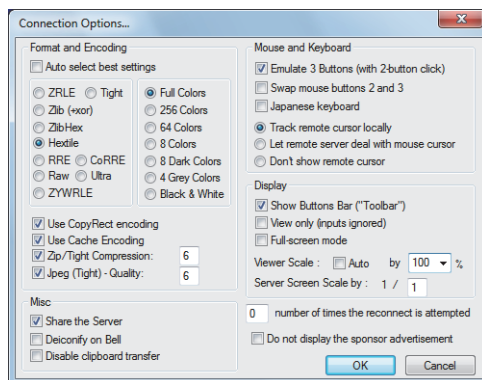 Connection Options...
Format and Encoding
Auto select best settings
ZRLE Tight
Zlib (+xor)
ZlibHex
Hextile
RRE CoRRE
Raw Ultra
ZYWRLE
Full Colors
256 Colors
64 Colors
8 Colors
8 Dark Colors
4 Grey Colors
Black & White
Use CopyRect encoding
Use Cache Encoding
Zip/Tight Compression: 6
Jpeg (Tight) - Quality: 6
Misc
Share the Server
Deiconify on Bell
Disable clipboard transfer
Mouse and Keyboard
Emulate 3 Buttons (with 2-button click)
Swap mouse buttons 2 and 3
Japanese keyboard
Track remote cursor locally
Let remote server deal with mouse cursor
Don't show remote cursor
Display
Show Buttons Bar ("Toolbar")
View only (inputs ignored)
Full-screen mode
Viewer Scale : Auto by 100 %
Server Screen Scale by : 1 / 1
0 number of times the reconnect is attempted
Do not display the sponsor advertisement
OK Cancel